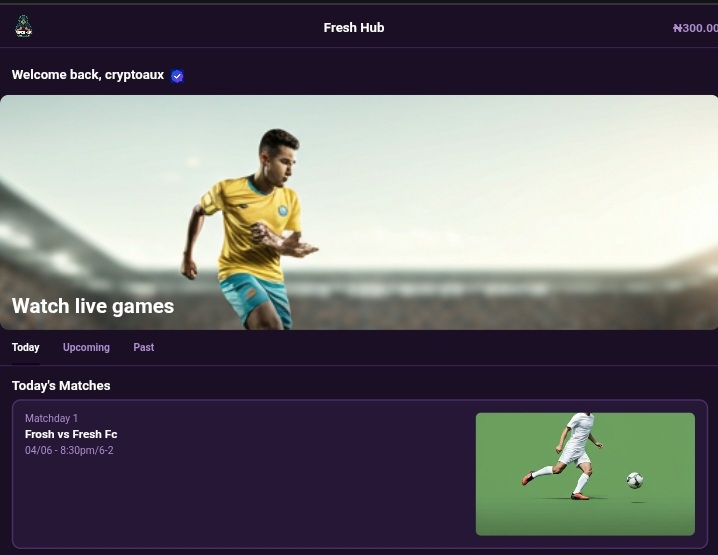 Fresh Hub
₦300.00
Welcome back, cryptoaux
Watch live games
Today Upcoming Past
Today's Matches
Matchday 1
Frosh vs Fresh Fc
04/06 - 8:30pm/6-2